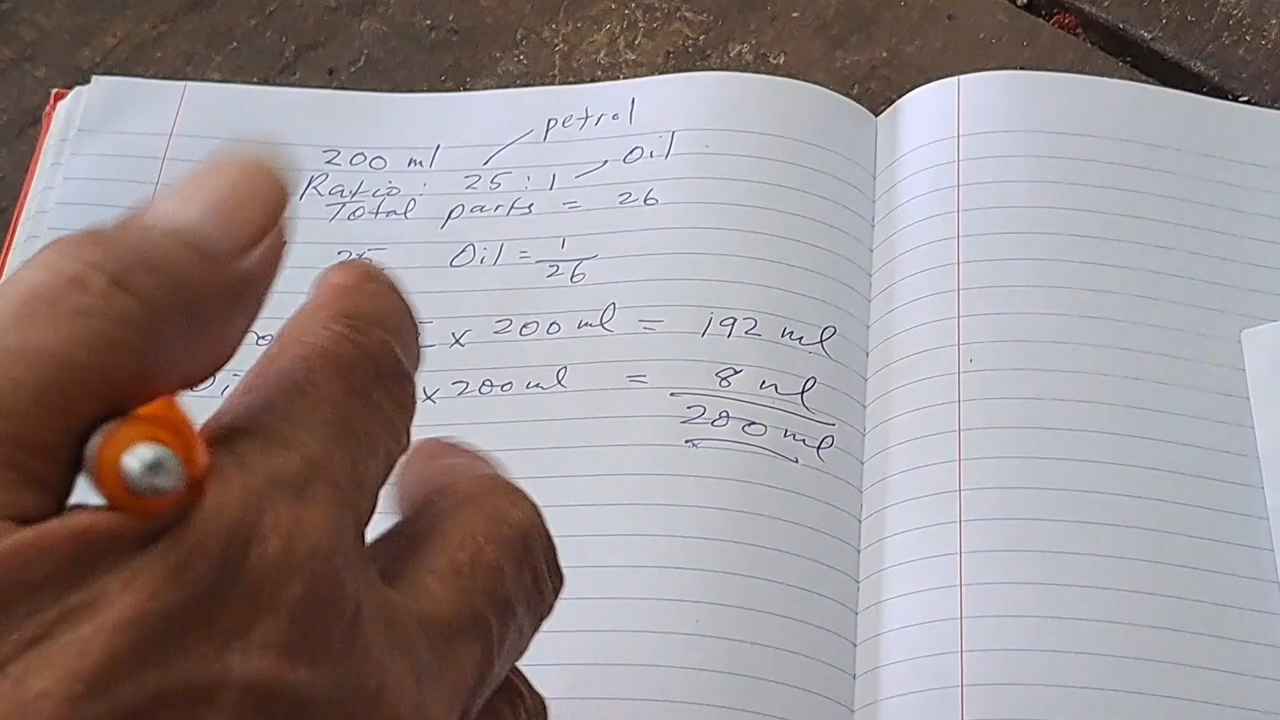 petrol
200 ml
Oil
Ratio: 25 : 1
Total parts = 26
25 Oil = 1/26
x 200 ml = 192 ml
x 200 ml = 8 ml
200 ml